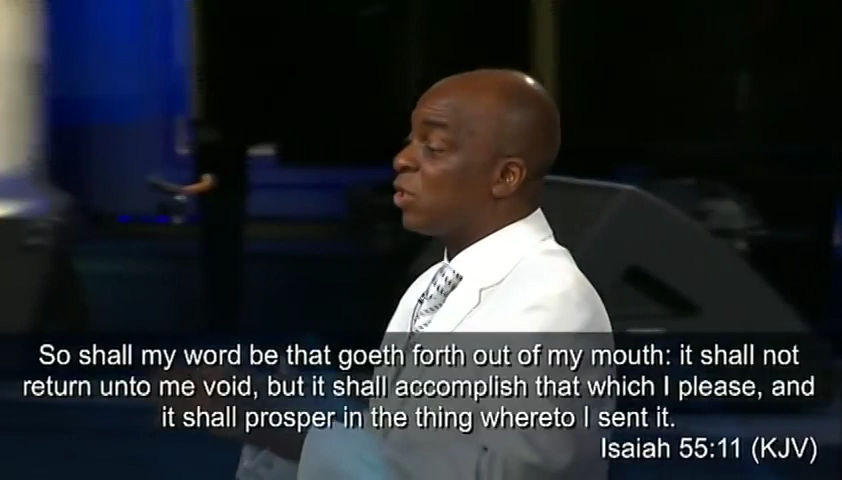 So shall my word be that goeth forth out of my mouth: it shall not
return unto me void, but it shall accomplish that which I please, and
it shall prosper in the thing whereto I sent it.
Isaiah 55:11 (KJV)